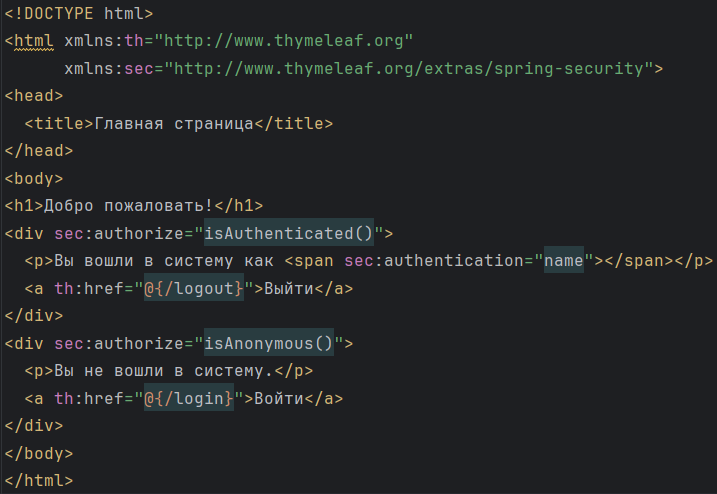 <!DOCTYPE html>
<html xmlns:th="http://www.thymeleaf.org"
      xmlns:sec="http://www.thymeleaf.org/extras/spring-security">
<head>
  <title>Главная страница</title>
</head>
<body>
<h1>Добро пожаловать!</h1>
<div sec:authorize="isAuthenticated()">
  <p>Вы вошли в систему как <span sec:authentication="name"></span></p>
  <a th:href="@{/logout}">Выйти</a>
</div>
<div sec:authorize="isAnonymous()">
  <p>Вы не вошли в систему.</p>
  <a th:href="@{/login}">Войти</a>
</div>
</body>
</html>